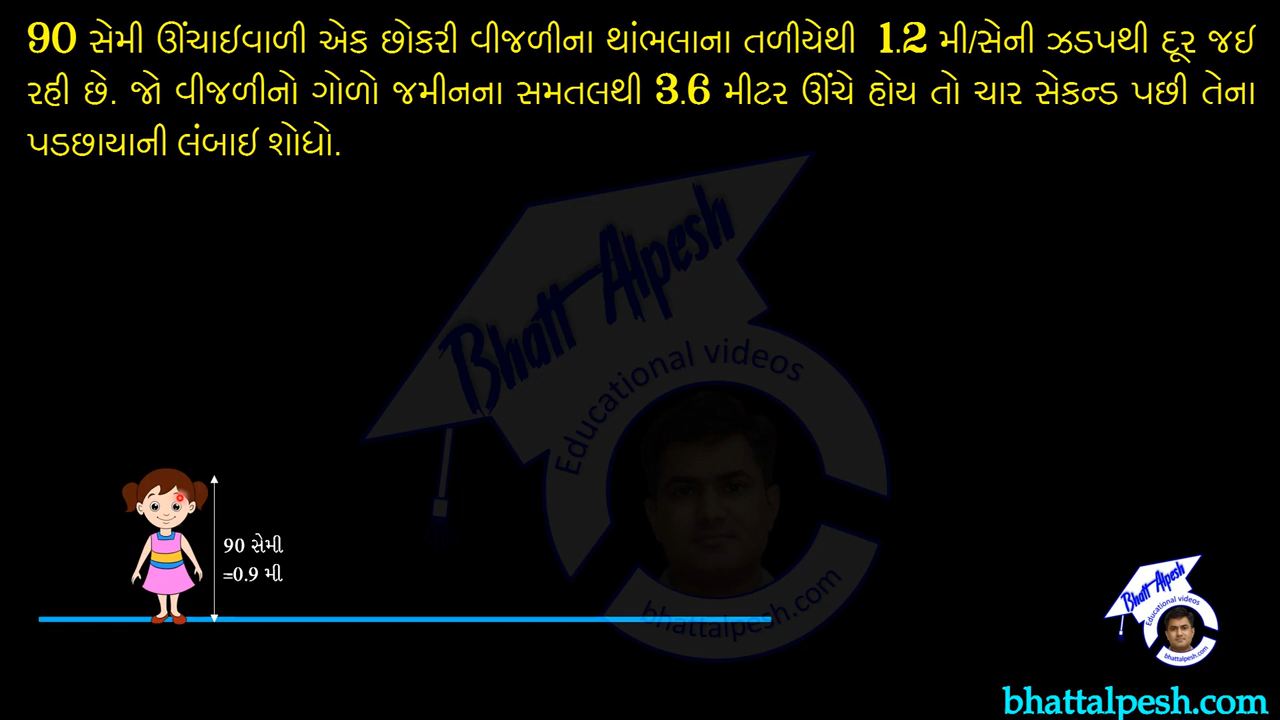 90 સેમી ઊંચાઇવાળી એક છોકરી વીજળીના થાંભલાના તળીયેથી 1.2 મી/સેની ઝડપથી દૂર જઇ
રહી છે. જો વીજળીનો ગોળો જમીનના સમતલથી 3.6 મીટર ઊંચે હોય તો ચાર સેકન્ડ પછી તેના
પડછાયાની લંબાઇ શોધો.
Bhatt Alpesh
Educational videos
bhattalpesh.com
90 સેમી
=0.9 મી
Bhatt Alpesh
Educational videos
bhattalpesh.com
bhattalpesh.com